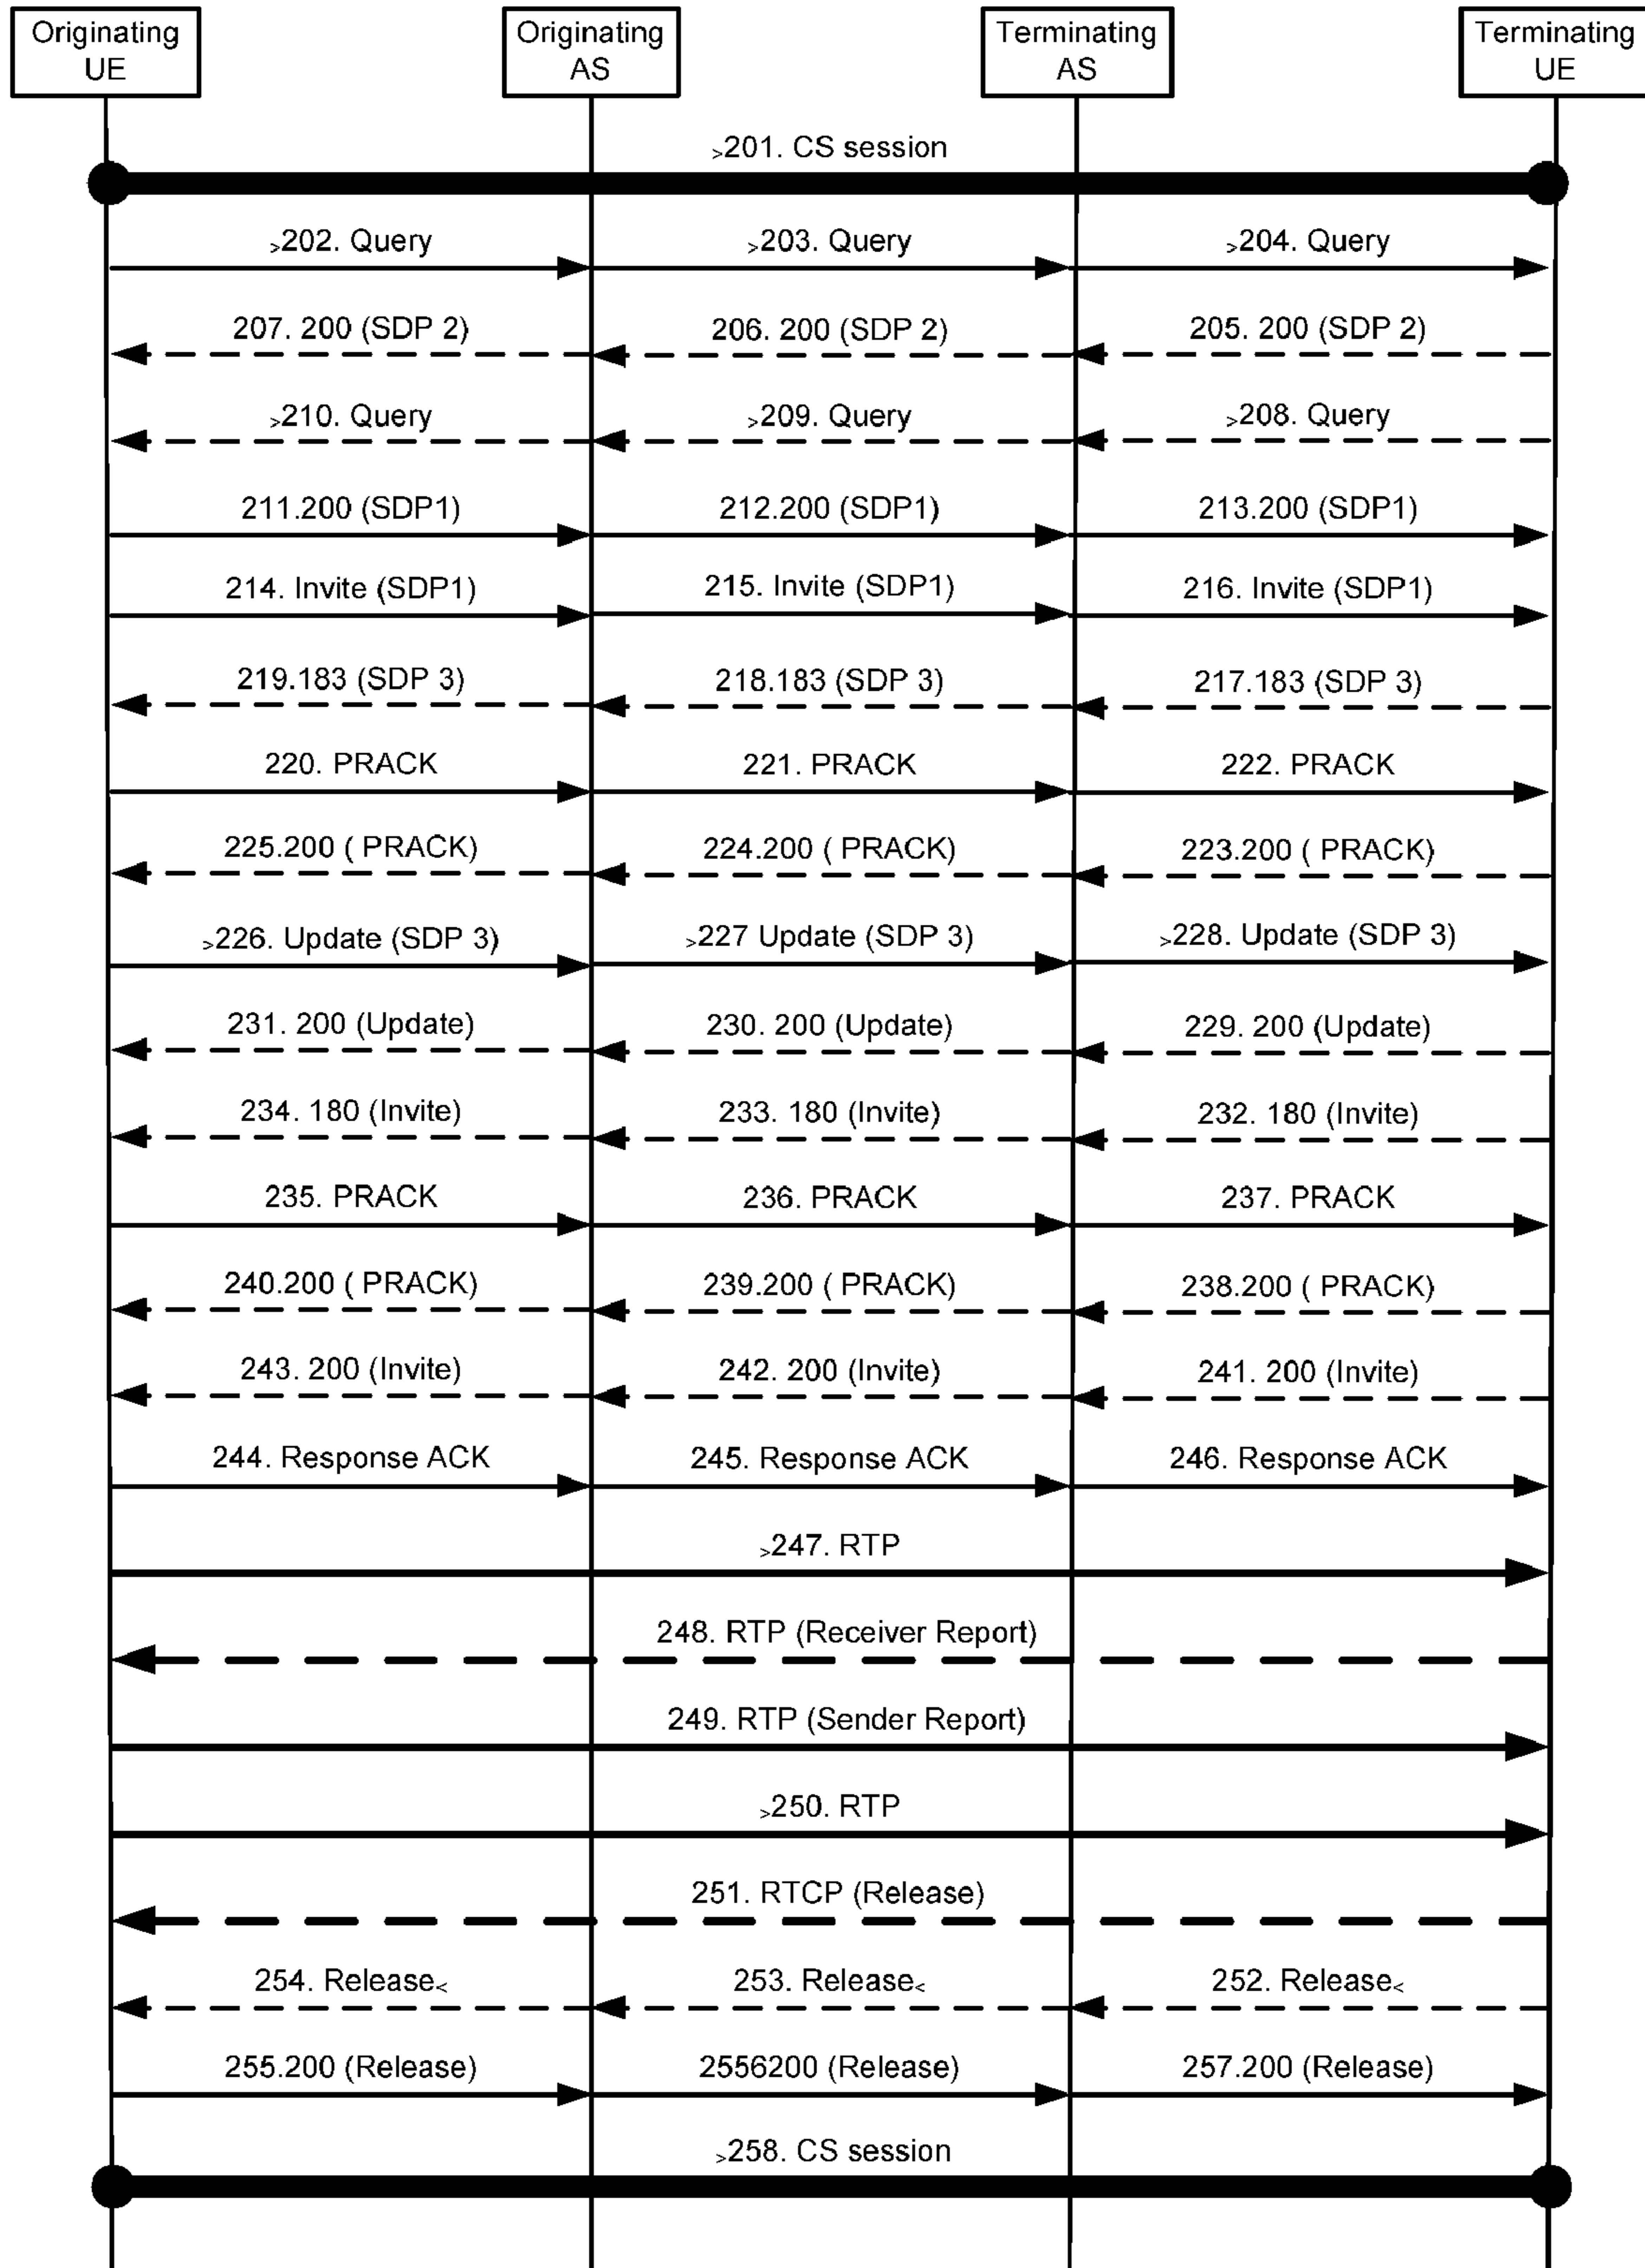 Originating
UE
Originating
AS
Terminating
AS
Terminating
UE
>201. CS session
>202. Query
>203. Query
>204. Query
207. 200 (SDP 2)
206. 200 (SDP 2)
205. 200 (SDP 2)
>210. Query
>209. Query
>208. Query
211.200 (SDP1)
212.200 (SDP1)
213.200 (SDP1)
214. Invite (SDP1)
215. Invite (SDP1)
216. Invite (SDP1)
219.183 (SDP 3)
218.183 (SDP 3)
217.183 (SDP 3)
220. PRACK
221. PRACK
222. PRACK
225.200 ( PRACK)
224.200 ( PRACK)
223.200 ( PRACK)
>226. Update (SDP 3)
>227 Update (SDP 3)
>228. Update (SDP 3)
231. 200 (Update)
230. 200 (Update)
229. 200 (Update)
234. 180 (Invite)
233. 180 (Invite)
232. 180 (Invite)
235. PRACK
236. PRACK
237. PRACK
240.200 ( PRACK)
239.200 ( PRACK)
238.200 ( PRACK)
243. 200 (Invite)
242. 200 (Invite)
241. 200 (Invite)
244. Response ACK
245. Response ACK
246. Response ACK
>247. RTP
248. RTP (Receiver Report)
249. RTP (Sender Report)
>250. RTP
251. RTCP (Release)
254. Release<
253. Release<
252. Release<
255.200 (Release)
2556200 (Release)
257.200 (Release)
>258. CS session